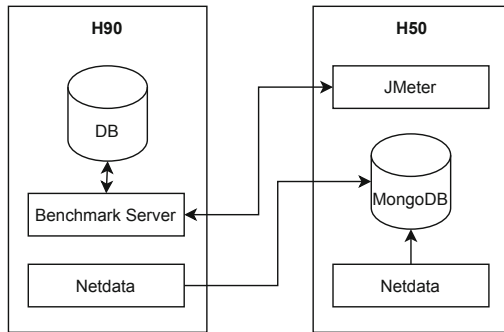 H90
DB
Benchmark Server
Netdata
H50
JMeter
MongoDB
Netdata